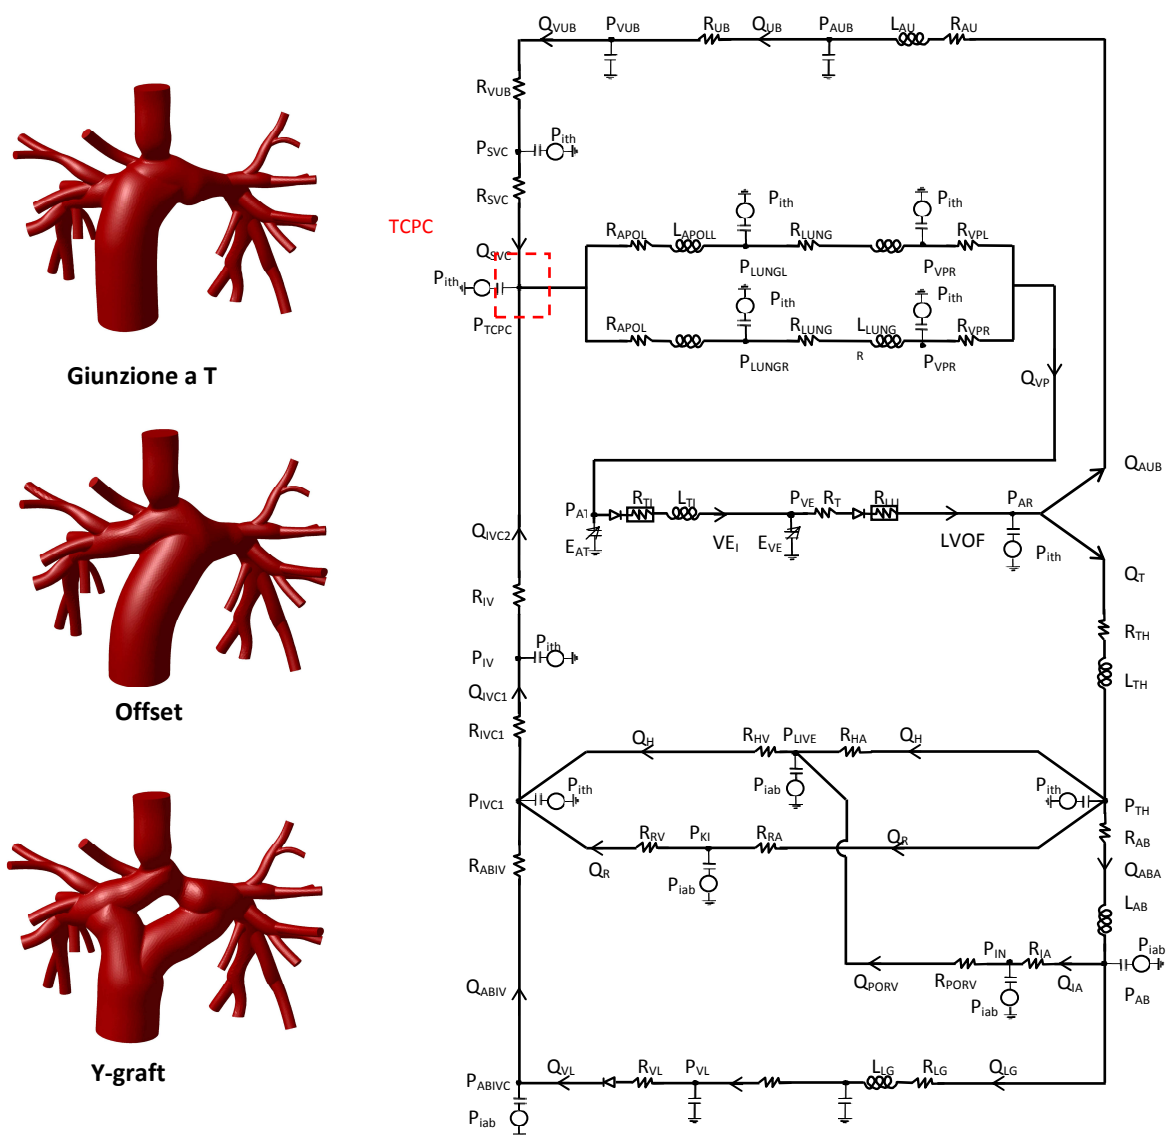 Giunzione a T
Offset
Y-graft
TCPC
QVUB
PVUB
RUB
QUB
PAUB
LAU
RAU
RVUB
PSVC
Pith
RSVC
QSVC
Pith
PTCPC
RAPOL
LAPOLL
Pith
PLUNGL
RLUNG
Pith
PVPR
RVPL
RAPOL
Pith
PLUNGR
RLUNG
LLUNG
R
Pith
PVPR
RVPR
QVP
QAUB
PAT
EAT
RTI
LTI
VEI
PVE
EVE
RT
LVOF
PAR
Pith
QT
QIVC2
RIV
PIV
Pith
QIVC1
RIVC1
RTH
LTH
QH
RHV
PLIVE
RHA
QH
Piab
PIVC1
Pith
Pith
PTH
RAB
QABA
LAB
RABIV
QR
RRV
PKI
RRA
QR
Piab
QPORV
RPORV
PIN
RIA
QIA
Piab
Piab
PAB
QABIV
PABIVC
Piab
QVL
RVL
PVL
LLG
RLG
QLG